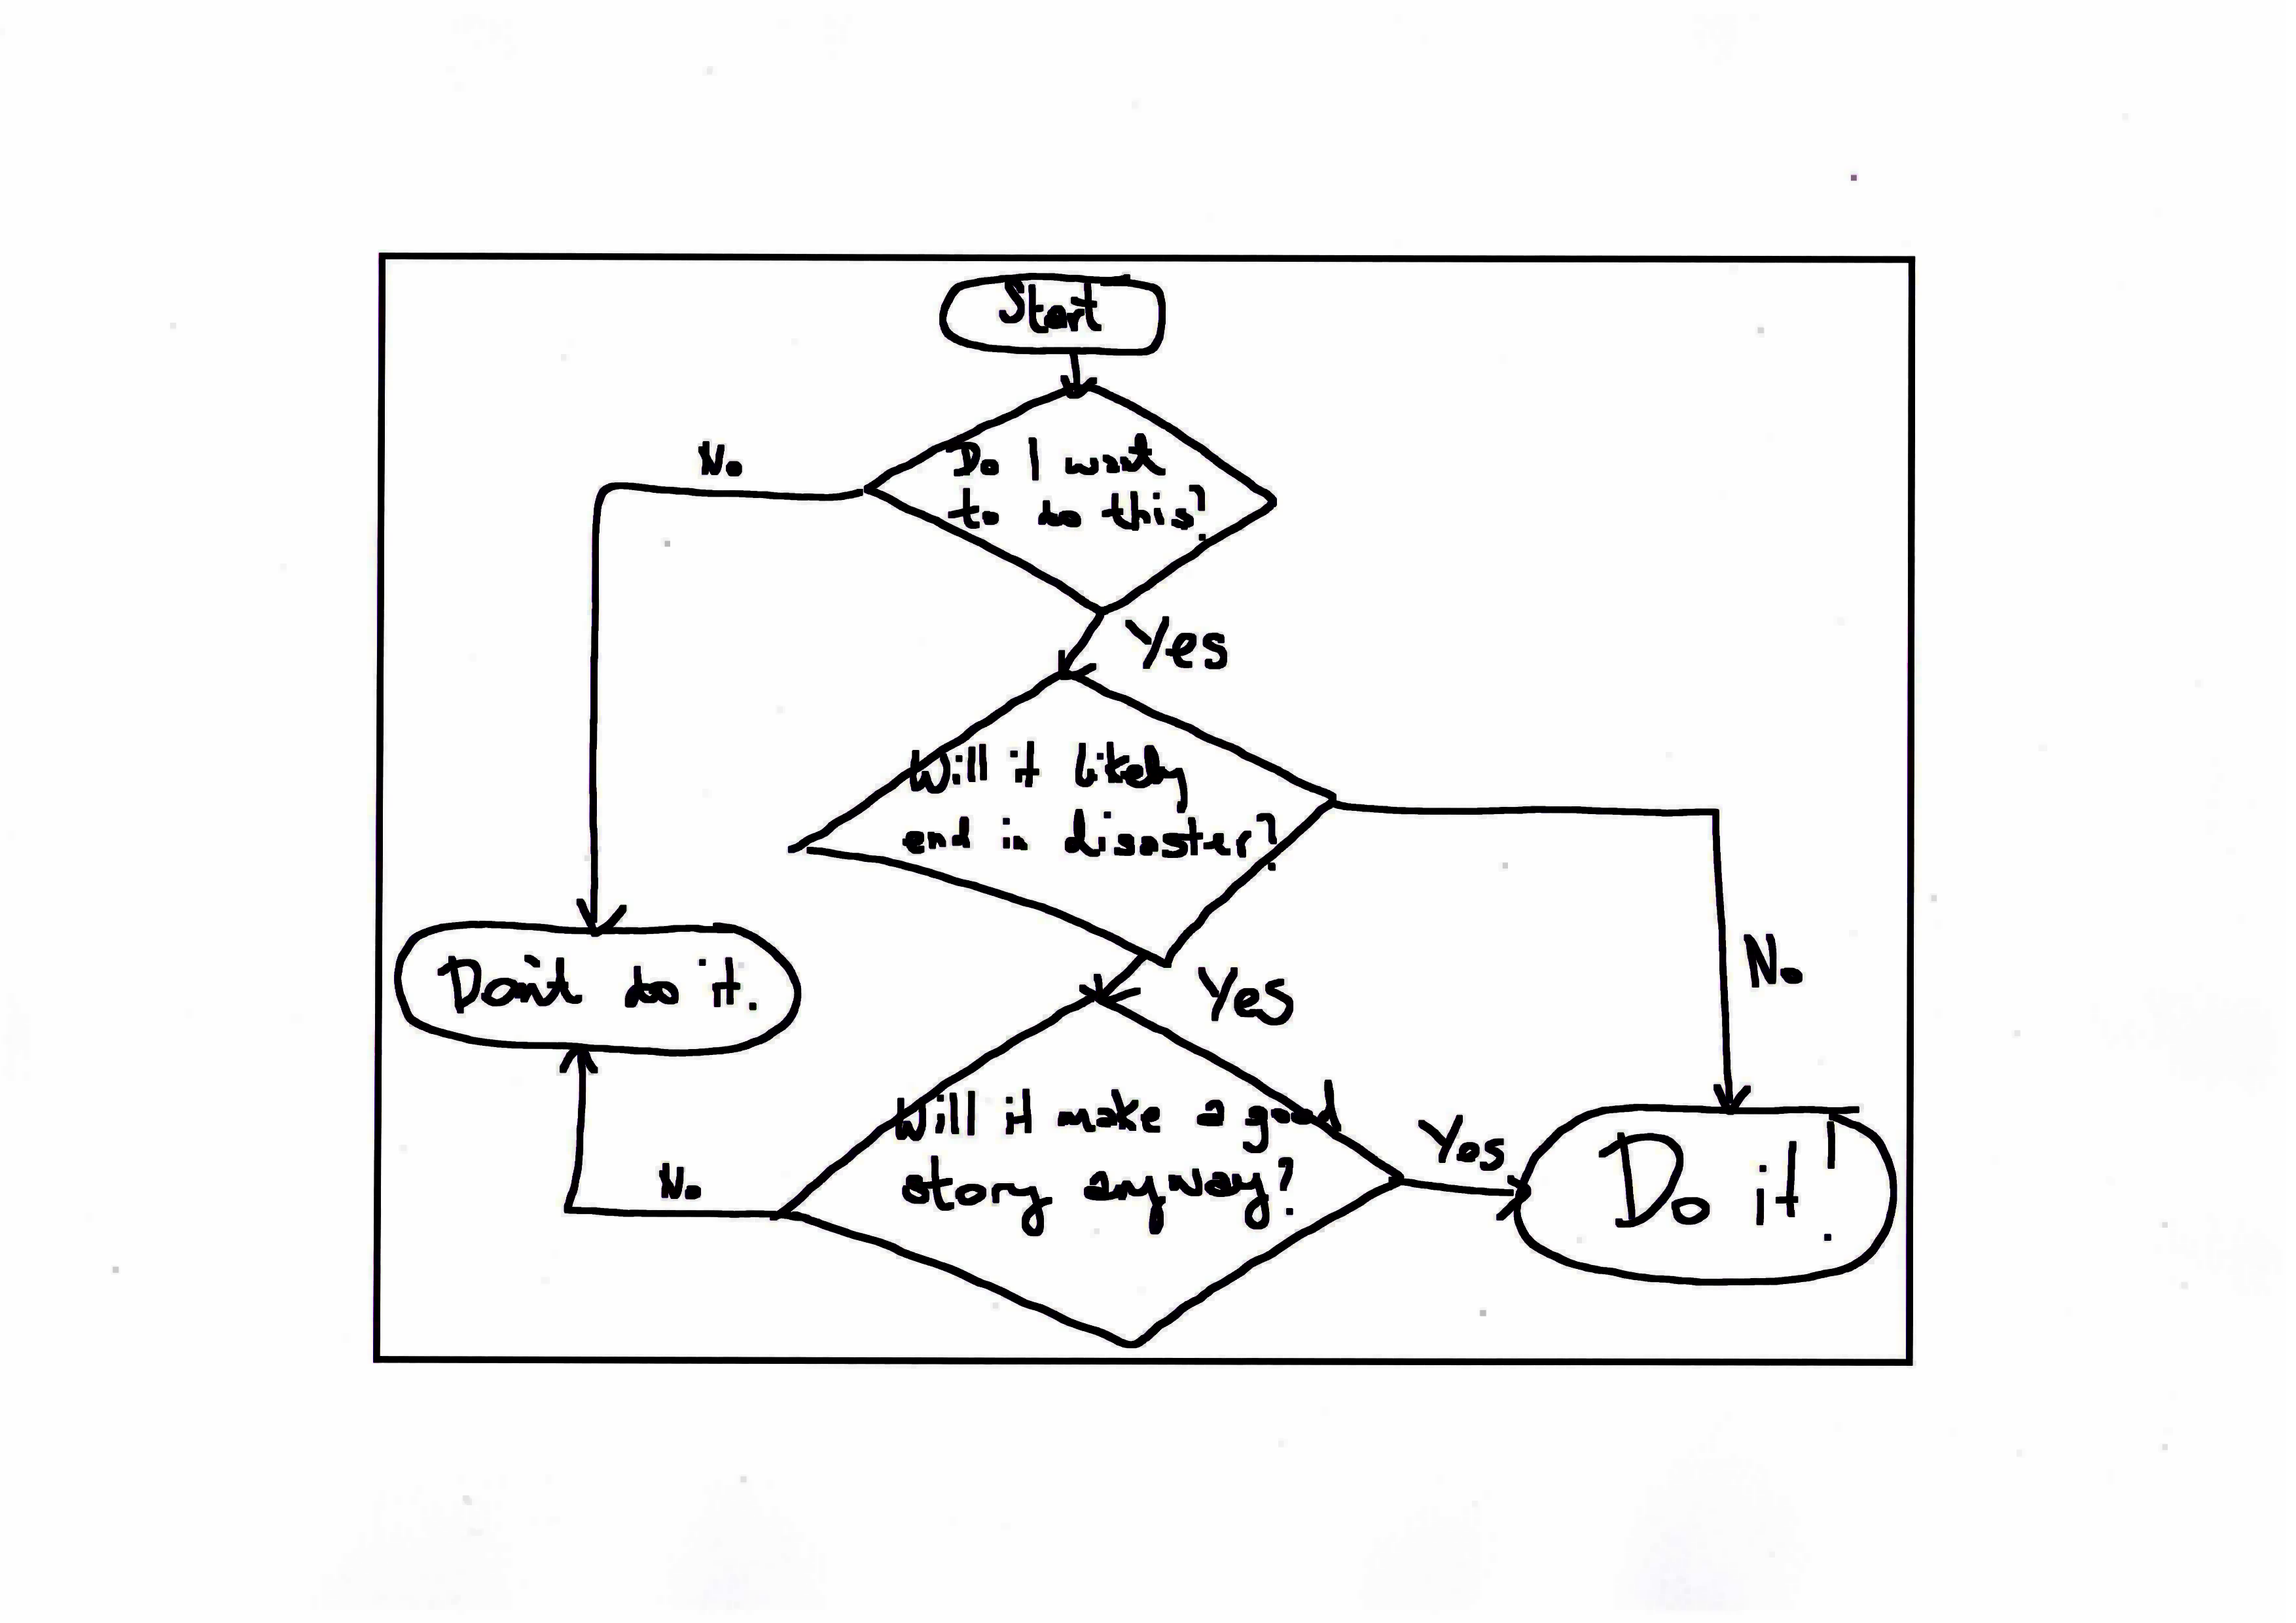 Start
No
Do I want
to do this?
Yes
Will it likely
end in disaster?
No
Don't do it.
Yes
Will it make a good
story anyway?
Yes
No
Do it!